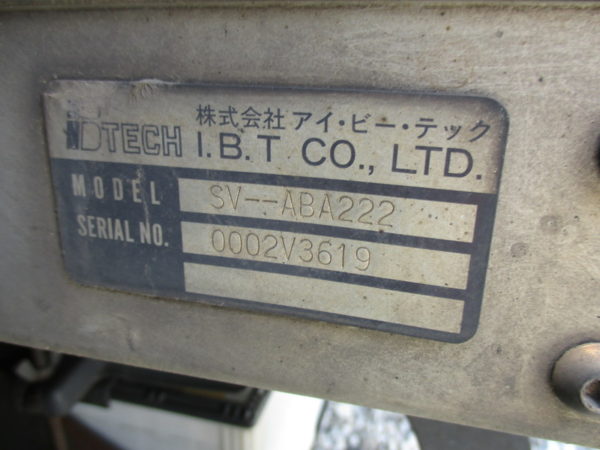 INDTECH
株式会社 アイ・ビー・テック
I.B.T CO., LTD.
MODEL SV--ABA222
SERIAL NO. 0002V3619